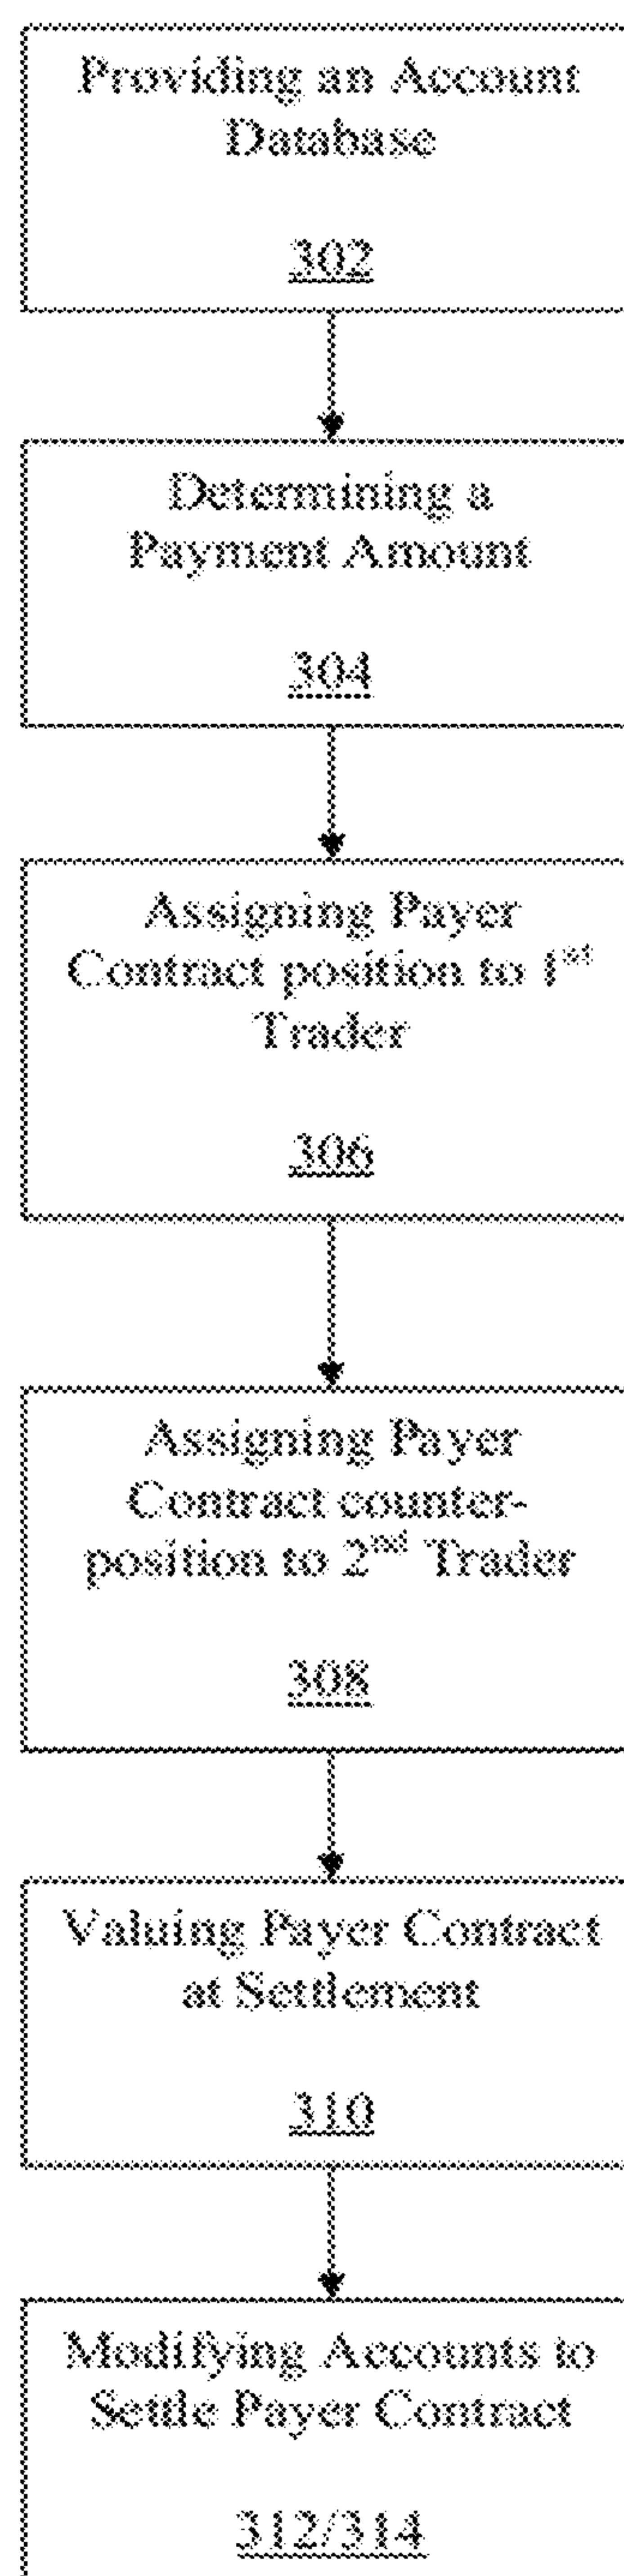 Providing an Account
Database
302
Determining a
Payment Amount
304
Assigning Payer
Contract position to 1st
Trader
306
Assigning Payer
Contract counter-
position to 2nd Trader
308
Valuing Payer Contract
at Settlement
310
Modifying Accounts to
Settle Payer Contract
312/314